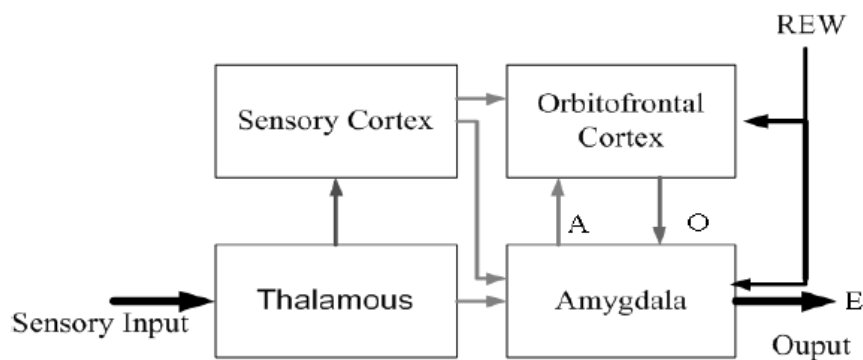 REW
Sensory Cortex
Orbitofrontal
Cortex
A
O
Sensory Input
Thalamous
Amygdala
E
Ouput